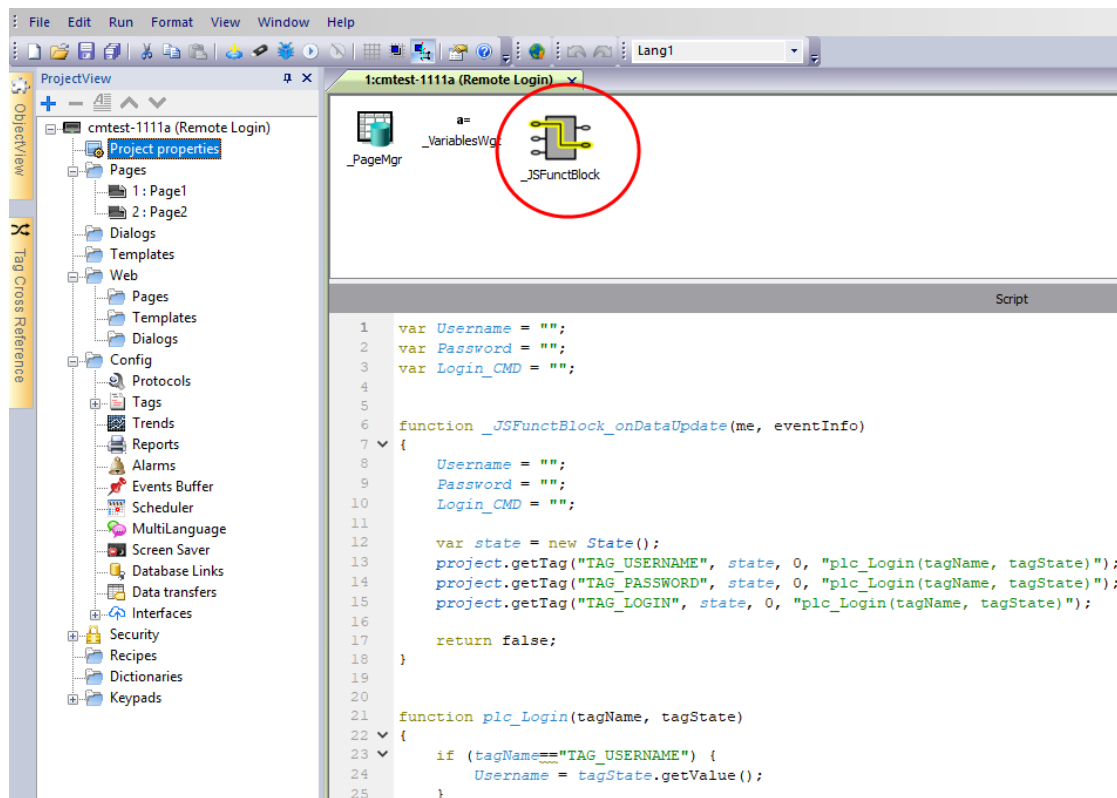 File Edit Run Format View Window Help
Lang1
ObjectView
Tag Cross Reference
ProjectView
cmtest-1111a (Remote Login)
Project properties
Pages
1 : Page1
2 : Page2
Dialogs
Templates
Web
Pages
Templates
Dialogs
Config
Protocols
Tags
Trends
Reports
Alarms
Events Buffer
Scheduler
MultiLanguage
Screen Saver
Database Links
Data transfers
Interfaces
Security
Recipes
Dictionaries
Keypads
1:cmtest-1111a (Remote Login)
a=
_PageMgr
_VariablesWgt
_JSFunctBlock
Script
1 var Username = "";
2 var Password = "";
3 var Login_CMD = "";
4
5
6 function _JSFunctBlock_onDataUpdate(me, eventInfo)
7 {
8 Username = "";
9 Password = "";
10 Login_CMD = "";
11
12 var state = new State();
13 project.getTag("TAG_USERNAME", state, 0, "plc_Login(tagName, tagState)");
14 project.getTag("TAG_PASSWORD", state, 0, "plc_Login(tagName, tagState)");
15 project.getTag("TAG_LOGIN", state, 0, "plc_Login(tagName, tagState)");
16
17 return false;
18 }
19
20
21 function plc_Login(tagName, tagState)
22 {
23 if (tagName=="TAG_USERNAME") {
24 Username = tagState.getValue();
25 }